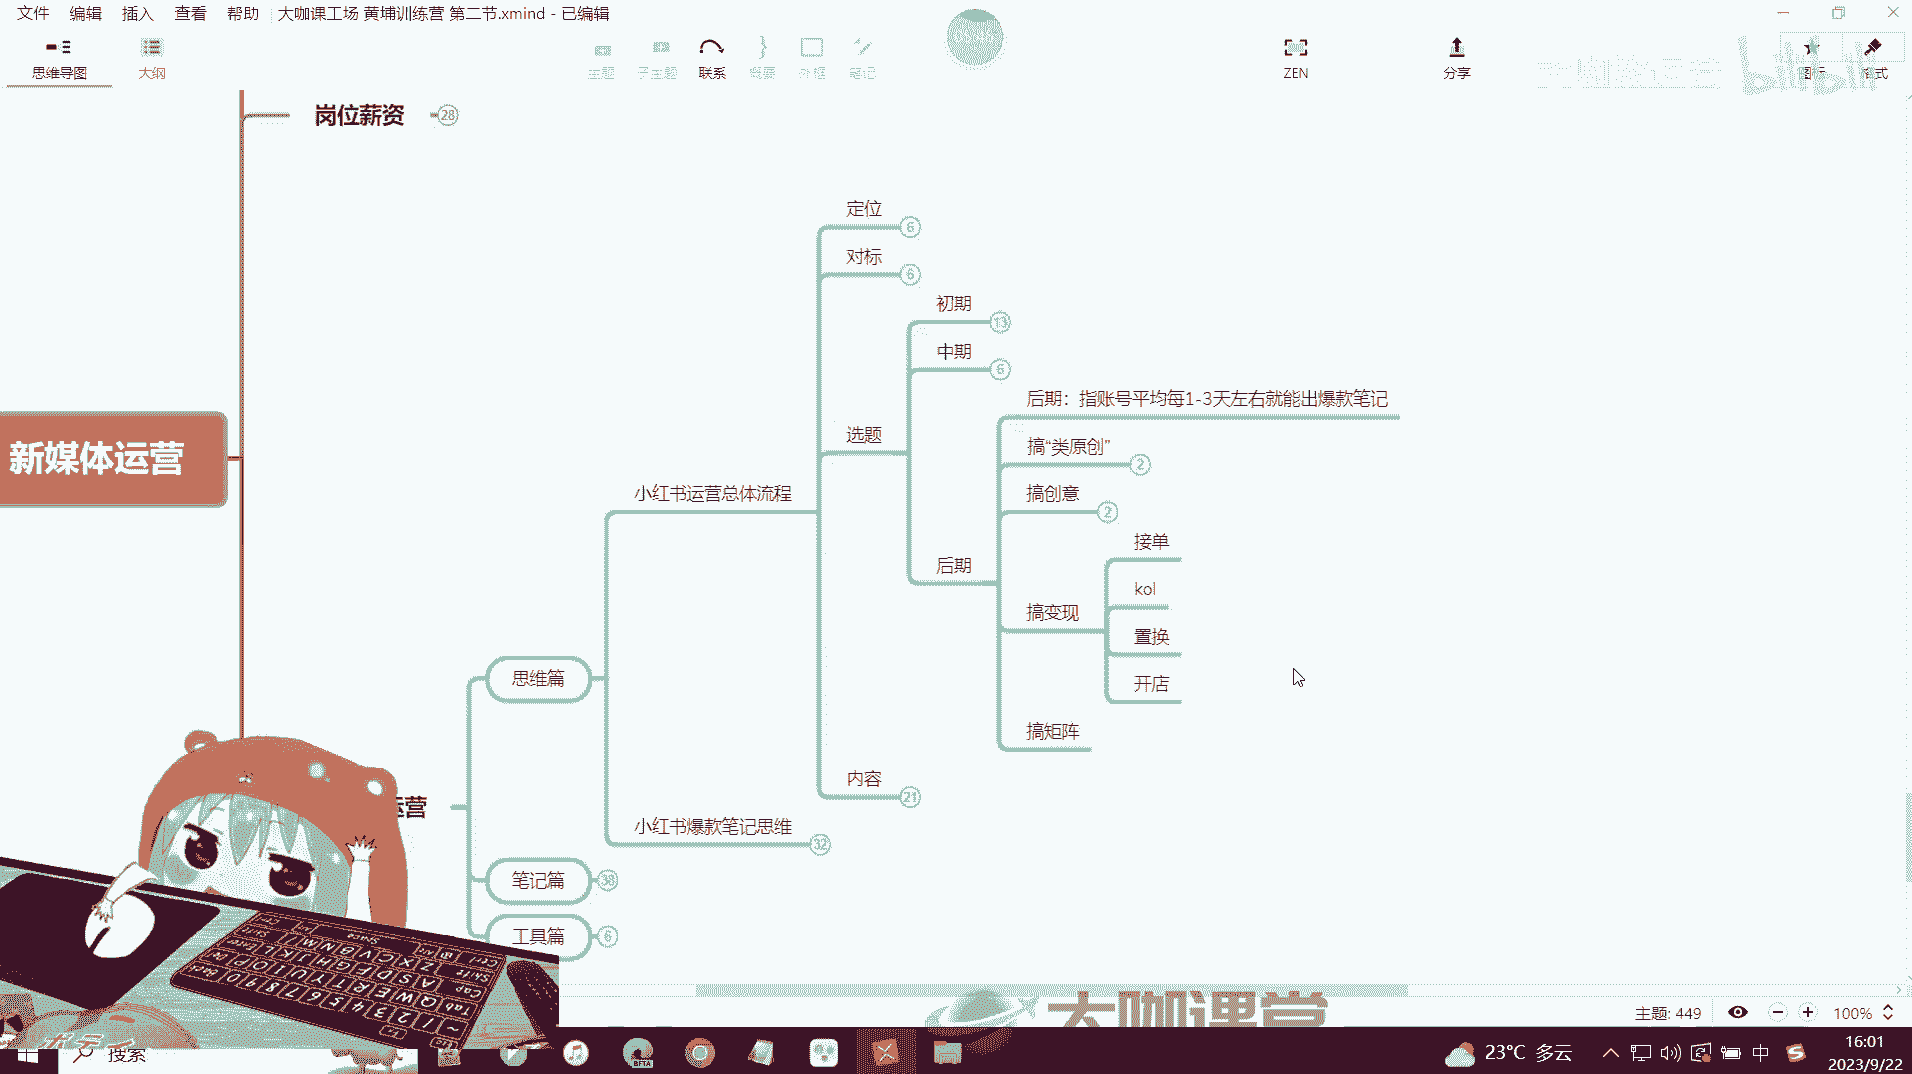 文件 编辑 插入 查看 帮助 大咖课工场 黄埔训练营 第二节.xmind - 已编辑
思维导图 大纲 主题 子主题 联系 概要 外框 笔记 ZEN 分享 图标 格式
bilibili
岗位薪资 28
定位 6
对标 6
初期 13
中期 6
后期：指账号平均每1-3天左右就能出爆款笔记
选题
搞“类原创” 2
新媒体运营
小红书运营总体流程
搞创意 2
接单
后期
kol
搞变现
置换
思维篇
开店
搞矩阵
内容 21
运营
小红书爆款笔记思维 32
笔记篇 38
工具篇 6
大咖课堂
主题: 449 100%
搜索
BETA
23°C 多云
中
16:01
2023/9/22